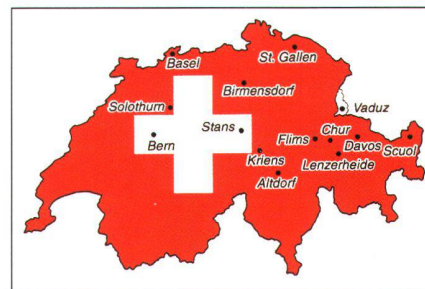 Basel
St. Gallen
Birmensdorf
Solothurn
Vaduz
Stans
Bern
Flims
Chur
Davos
Scuol
Kriens
Lenzerheide
Altdorf